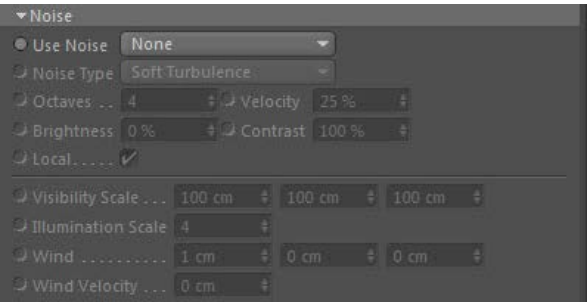 Noise
Use Noise None
Noise Type Soft Turbulence
Octaves . . 4 Velocity 25 %
Brightness 0 % Contrast 100 %
Local. . . . .
Visibility Scale . . . 100 cm 100 cm 100 cm
Illumination Scale 4
Wind . . . . . . . . . . 1 cm 0 cm 0 cm
Wind Velocity . . . 0 cm